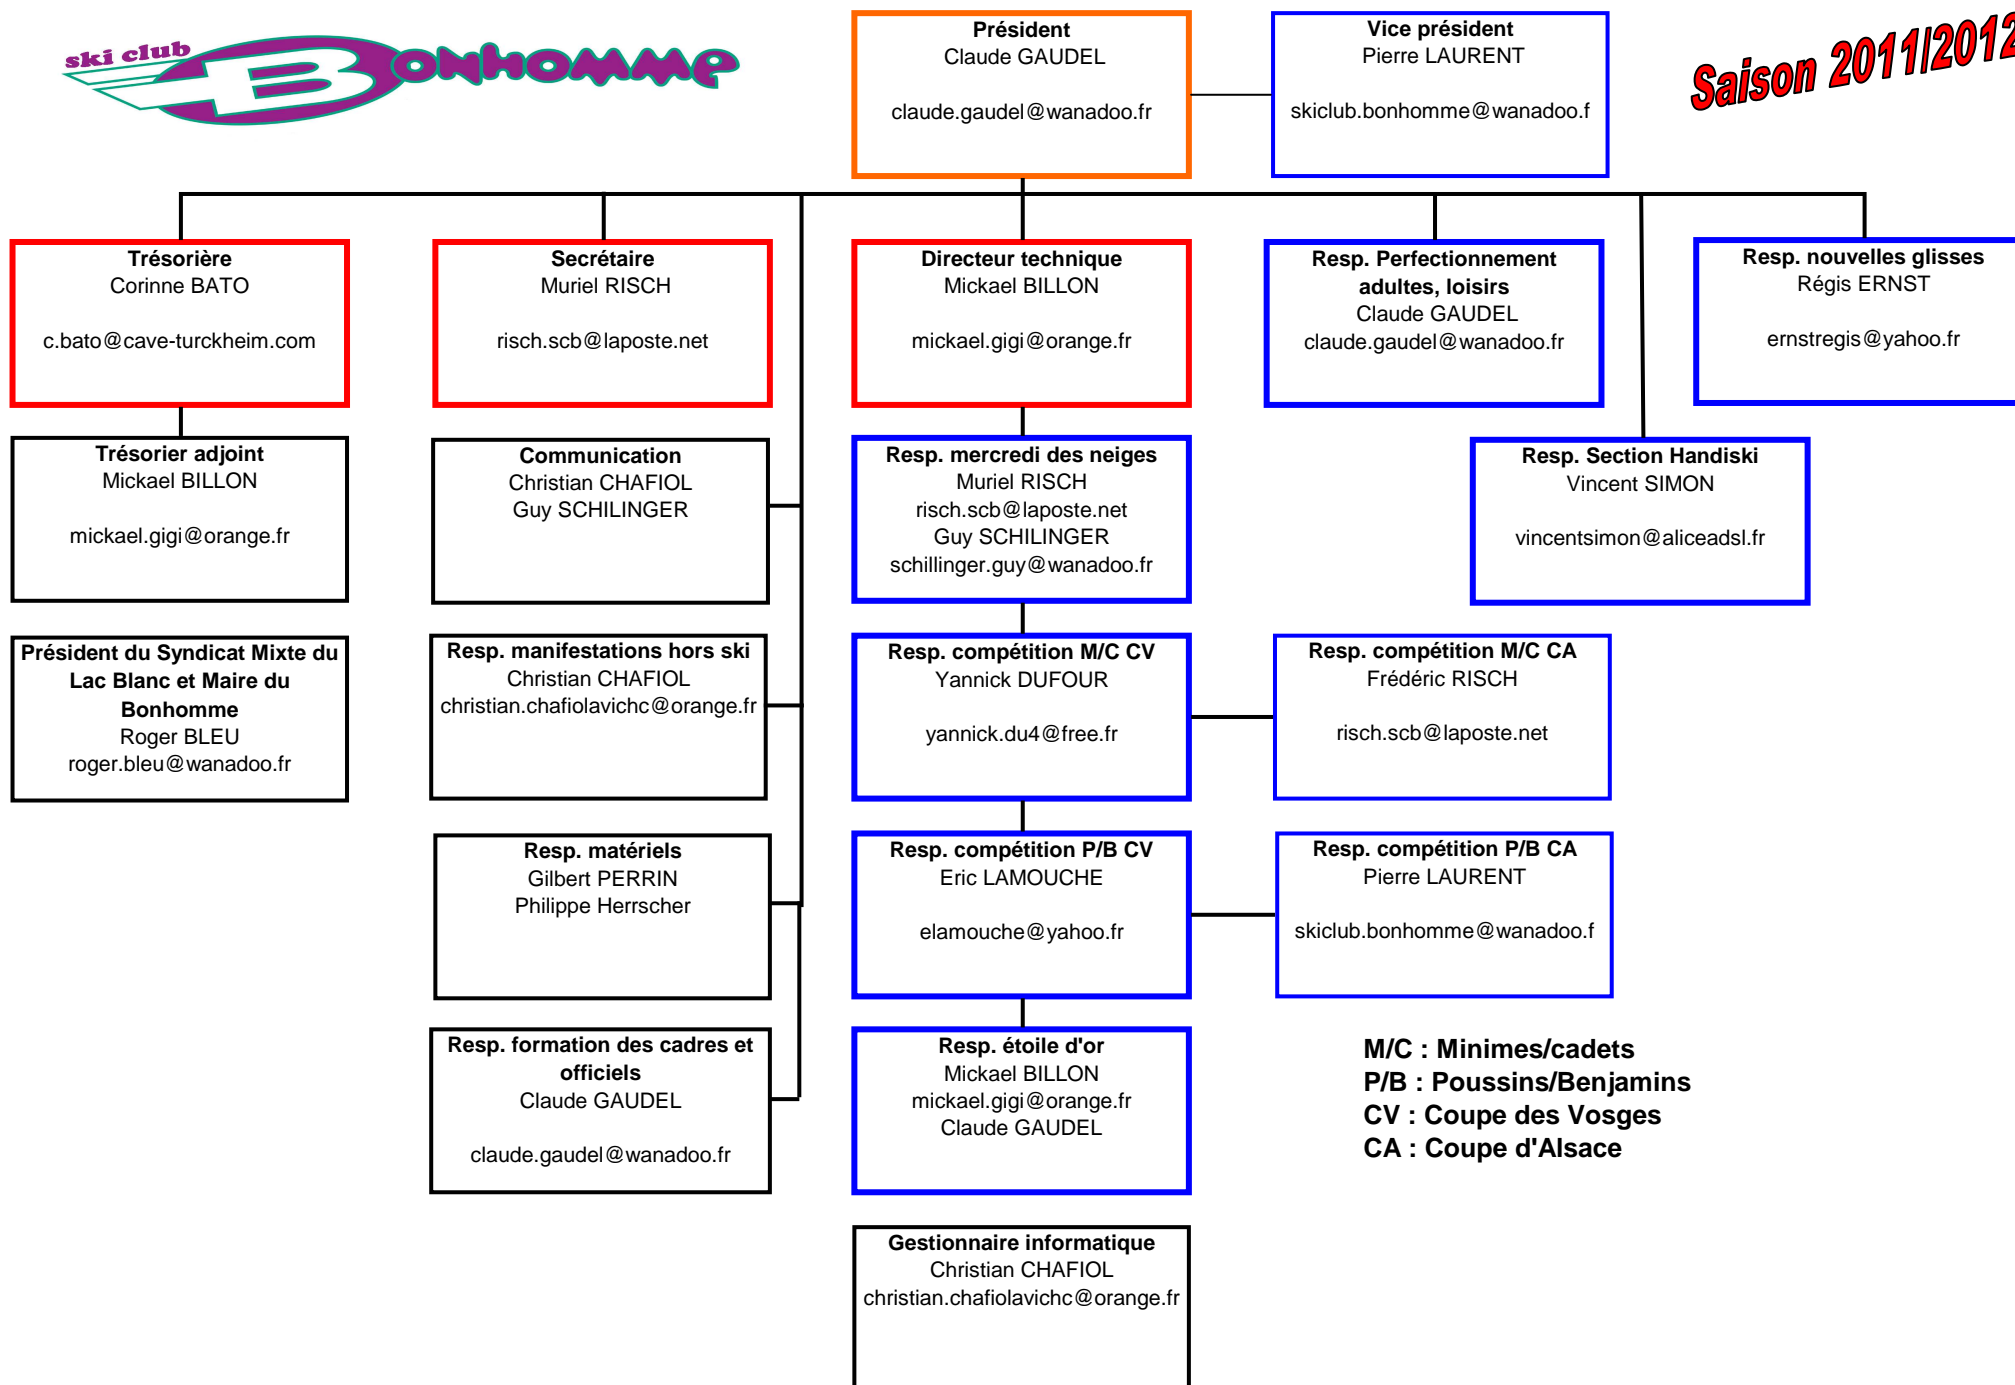 ski club
BONHOMME
Président
Claude GAUDEL
claude.gaudel@wanadoo.fr
Vice président
Pierre LAURENT
skiclub.bonhomme@wanadoo.f
Saison 2011/2012
Trésorière
Corinne BATO
c.bato@cave-turckheim.com
Secrétaire
Muriel RISCH
risch.scb@laposte.net
Directeur technique
Mickael BILLON
mickael.gigi@orange.fr
Resp. Perfectionnement
adultes, loisirs
Claude GAUDEL
claude.gaudel@wanadoo.fr
Resp. nouvelles glisses
Régis ERNST
ernstregis@yahoo.fr
Trésorier adjoint
Mickael BILLON
mickael.gigi@orange.fr
Communication
Christian CHAFIOL
Guy SCHILINGER
Resp. mercredi des neiges
Muriel RISCH
risch.scb@laposte.net
Guy SCHILINGER
schillinger.guy@wanadoo.fr
Resp. Section Handiski
Vincent SIMON
vincentsimon@aliceadsl.fr
Président du Syndicat Mixte du
Lac Blanc et Maire du
Bonhomme
Roger BLEU
roger.bleu@wanadoo.fr
Resp. manifestations hors ski
Christian CHAFIOL
christian.chafiolavichc@orange.fr
Resp. compétition M/C CV
Yannick DUFOUR
yannick.du4@free.fr
Resp. compétition M/C CA
Frédéric RISCH
risch.scb@laposte.net
Resp. matériels
Gilbert PERRIN
Philippe Herrscher
Resp. compétition P/B CV
Eric LAMOUCHE
elamouche@yahoo.fr
Resp. compétition P/B CA
Pierre LAURENT
skiclub.bonhomme@wanadoo.f
Resp. formation des cadres et
officiels
Claude GAUDEL
claude.gaudel@wanadoo.fr
Resp. étoile d'or
Mickael BILLON
mickael.gigi@orange.fr
Claude GAUDEL
M/C : Minimes/cadets
P/B : Poussins/Benjamins
CV : Coupe des Vosges
CA : Coupe d'Alsace
Gestionnaire informatique
Christian CHAFIOL
christian.chafiolavichc@orange.fr